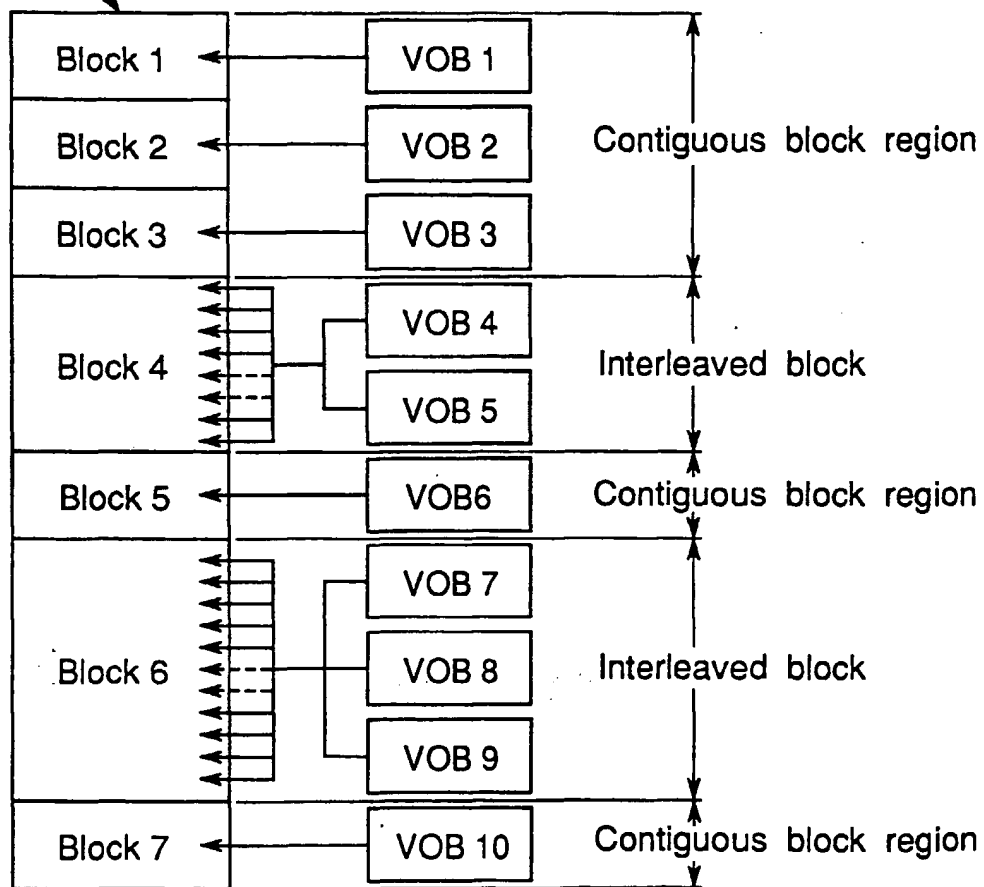 Block 1
VOB 1
Block 2
VOB 2
Contiguous block region
Block 3
VOB 3
VOB 4
Block 4
Interleaved block
VOB 5
Block 5
VOB6
Contiguous block region
VOB 7
Block 6
VOB 8
Interleaved block
VOB 9
Block 7
VOB 10
Contiguous block region